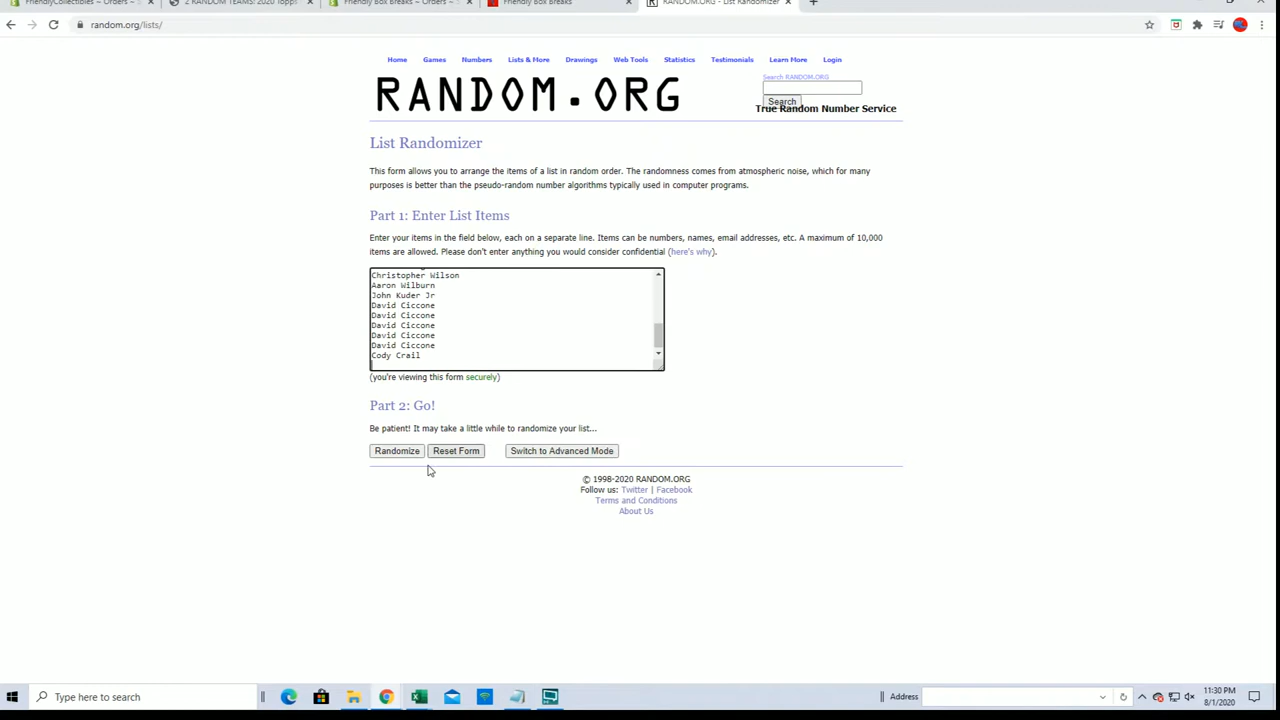 FriendlyCollectibles ~ Orders ~
2 RANDOM TEAMS: 2020 Topps
Friendly Box Breaks ~ Orders ~
Friendly Box Breaks
RANDOM.ORG - List Randomizer
random.org/lists/
Home Games Numbers Lists & More Drawings Web Tools Statistics Testimonials Learn More Login
RANDOM.ORG
Search RANDOM.ORG
Search
True Random Number Service
List Randomizer
This form allows you to arrange the items of a list in random order. The randomness comes from atmospheric noise, which for many
purposes is better than the pseudo-random number algorithms typically used in computer programs.
Part 1: Enter List Items
Enter your items in the field below, each on a separate line. Items can be numbers, names, email addresses, etc. A maximum of 10,000
items are allowed. Please don't enter anything you would consider confidential (here's why).
Christopher Wilson
Aaron Wilburn
John Kuder Jr
David Ciccone
David Ciccone
David Ciccone
David Ciccone
David Ciccone
Cody Crail
(you're viewing this form securely)
Part 2: Go!
Be patient! It may take a little while to randomize your list...
Randomize Reset Form Switch to Advanced Mode
© 1998-2020 RANDOM.ORG
Follow us: Twitter | Facebook
Terms and Conditions
About Us
Type here to search
Address
11:30 PM
8/1/2020